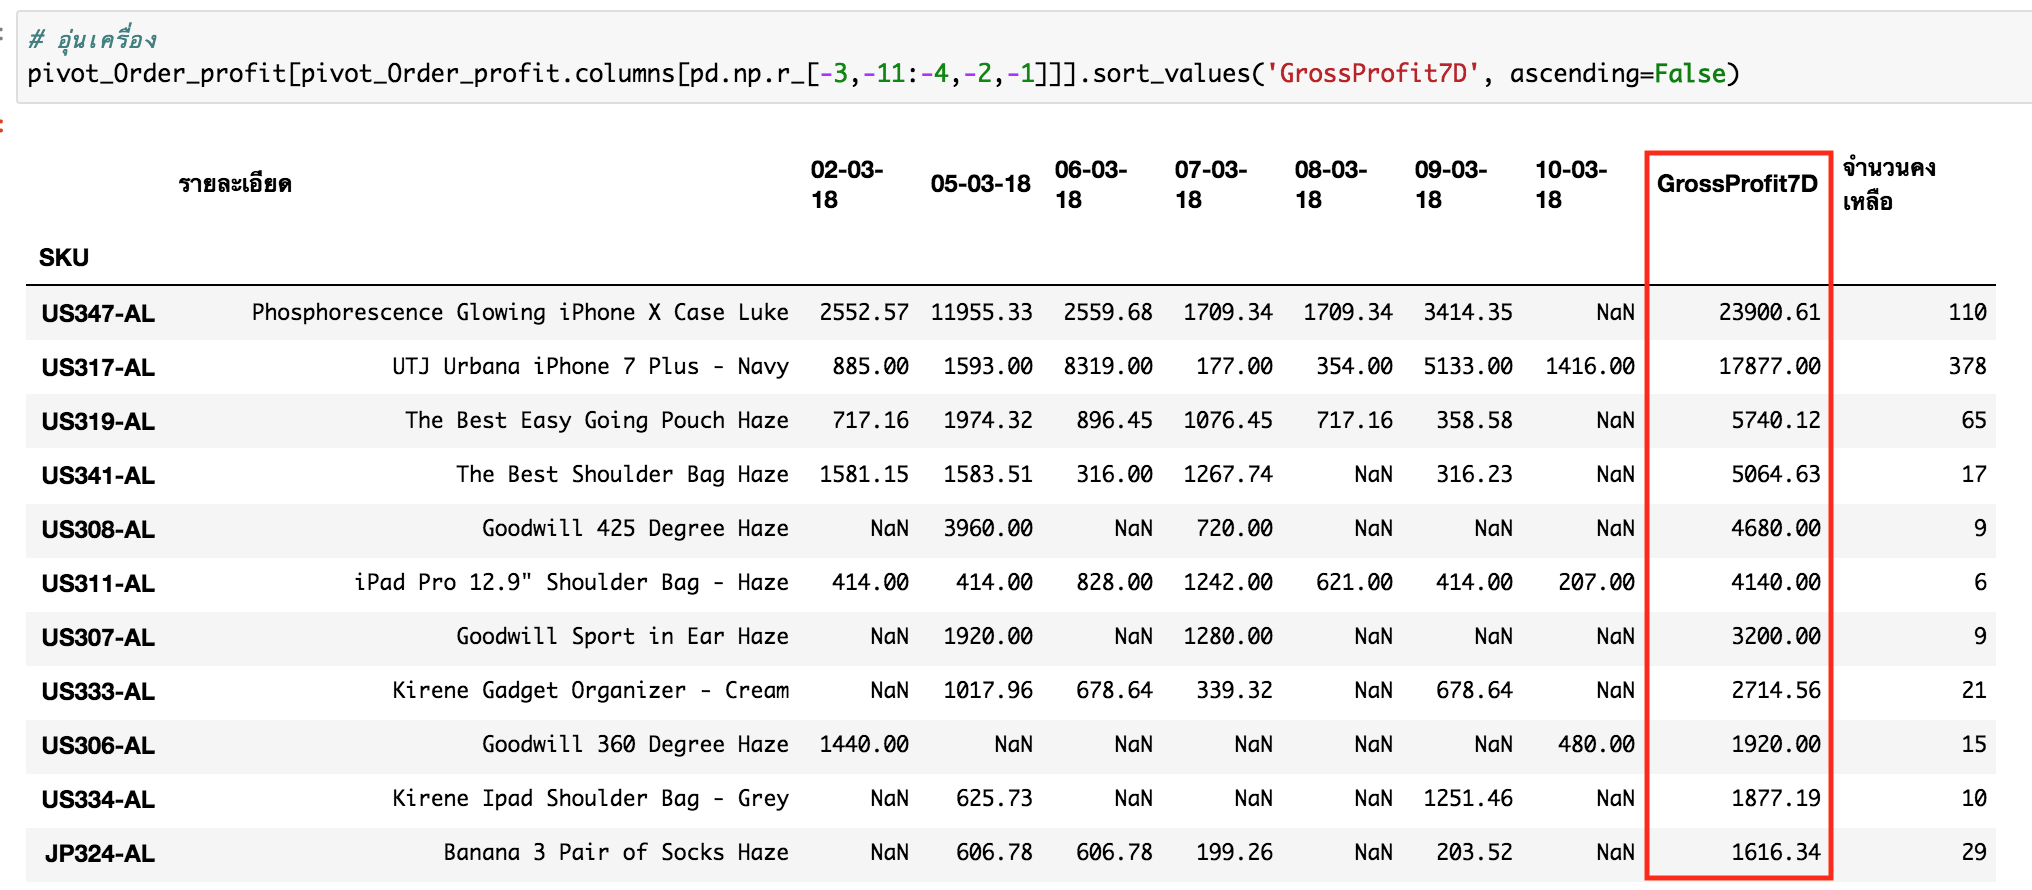 # อุ่นเครื่อง
pivot_Order_profit[pivot_Order_profit.columns[pd.np.r_[-3,-11:-4,-2,-1]]].sort_values('GrossProfit7D', ascending=False)
รายละเอียด 02-03-18 05-03-18 06-03-18 07-03-18 08-03-18 09-03-18 10-03-18 GrossProfit7D จำนวนคงเหลือ
SKU
US347-AL Phosphorescence Glowing iPhone X Case Luke 2552.57 11955.33 2559.68 1709.34 1709.34 3414.35 NaN 23900.61 110
US317-AL UTJ Urbana iPhone 7 Plus - Navy 885.00 1593.00 8319.00 177.00 354.00 5133.00 1416.00 17877.00 378
US319-AL The Best Easy Going Pouch Haze 717.16 1974.32 896.45 1076.45 717.16 358.58 NaN 5740.12 65
US341-AL The Best Shoulder Bag Haze 1581.15 1583.51 316.00 1267.74 NaN 316.23 NaN 5064.63 17
US308-AL Goodwill 425 Degree Haze NaN 3960.00 NaN 720.00 NaN NaN NaN 4680.00 9
US311-AL iPad Pro 12.9" Shoulder Bag - Haze 414.00 414.00 828.00 1242.00 621.00 414.00 207.00 4140.00 6
US307-AL Goodwill Sport in Ear Haze NaN 1920.00 NaN 1280.00 NaN NaN NaN 3200.00 9
US333-AL Kirene Gadget Organizer - Cream NaN 1017.96 678.64 339.32 NaN 678.64 NaN 2714.56 21
US306-AL Goodwill 360 Degree Haze 1440.00 NaN NaN NaN NaN NaN 480.00 1920.00 15
US334-AL Kirene Ipad Shoulder Bag - Grey NaN 625.73 NaN NaN NaN 1251.46 NaN 1877.19 10
JP324-AL Banana 3 Pair of Socks Haze NaN 606.78 606.78 199.26 NaN 203.52 NaN 1616.34 29